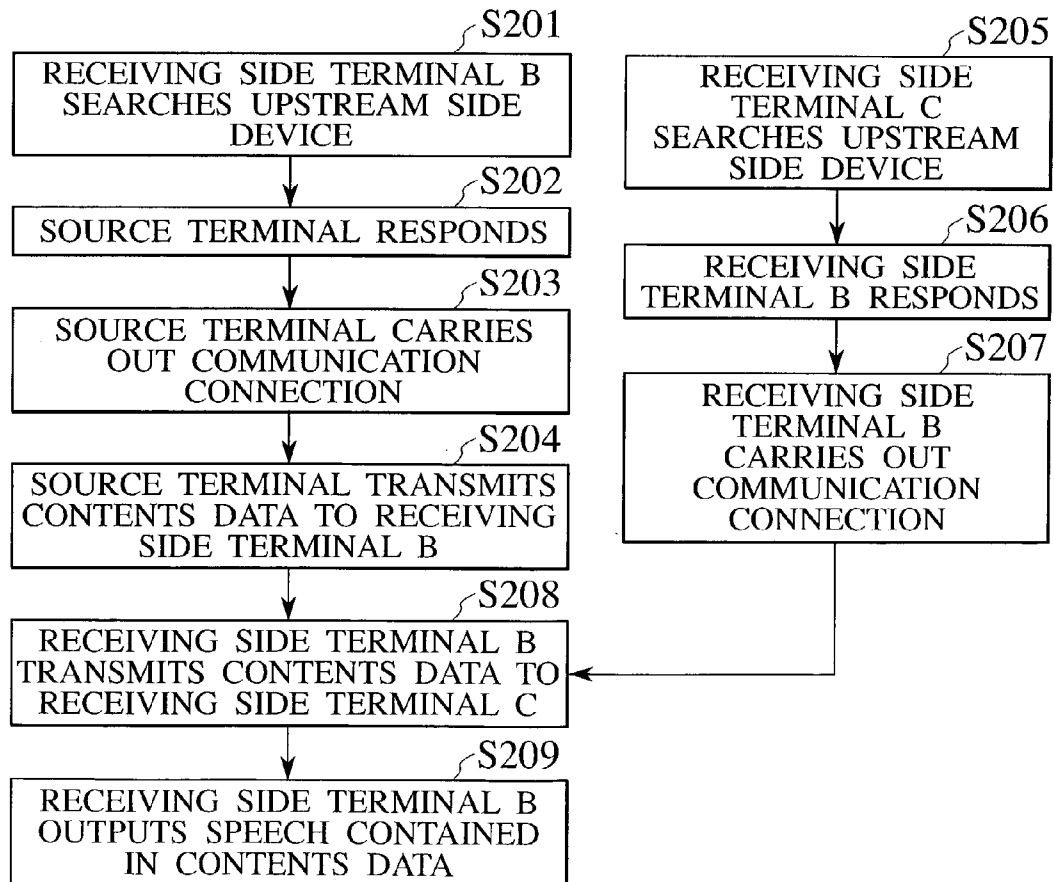 S201
RECEIVING SIDE TERMINAL B
SEARCHES UPSTREAM SIDE
DEVICE
S202
SOURCE TERMINAL RESPONDS
S203
SOURCE TERMINAL CARRIES
OUT COMMUNICATION
CONNECTION
S204
SOURCE TERMINAL TRANSMITS
CONTENTS DATA TO RECEIVING
SIDE TERMINAL B
S205
RECEIVING SIDE
TERMINAL C
SEARCHES UPSTREAM
SIDE DEVICE
S206
RECEIVING SIDE
TERMINAL B RESPONDS
S207
RECEIVING SIDE
TERMINAL B
CARRIES OUT
COMMUNICATION
CONNECTION
S208
RECEIVING SIDE TERMINAL B
TRANSMITS CONTENTS DATA TO
RECEIVING SIDE TERMINAL C
S209
RECEIVING SIDE TERMINAL B
OUTPUTS SPEECH CONTAINED
IN CONTENTS DATA